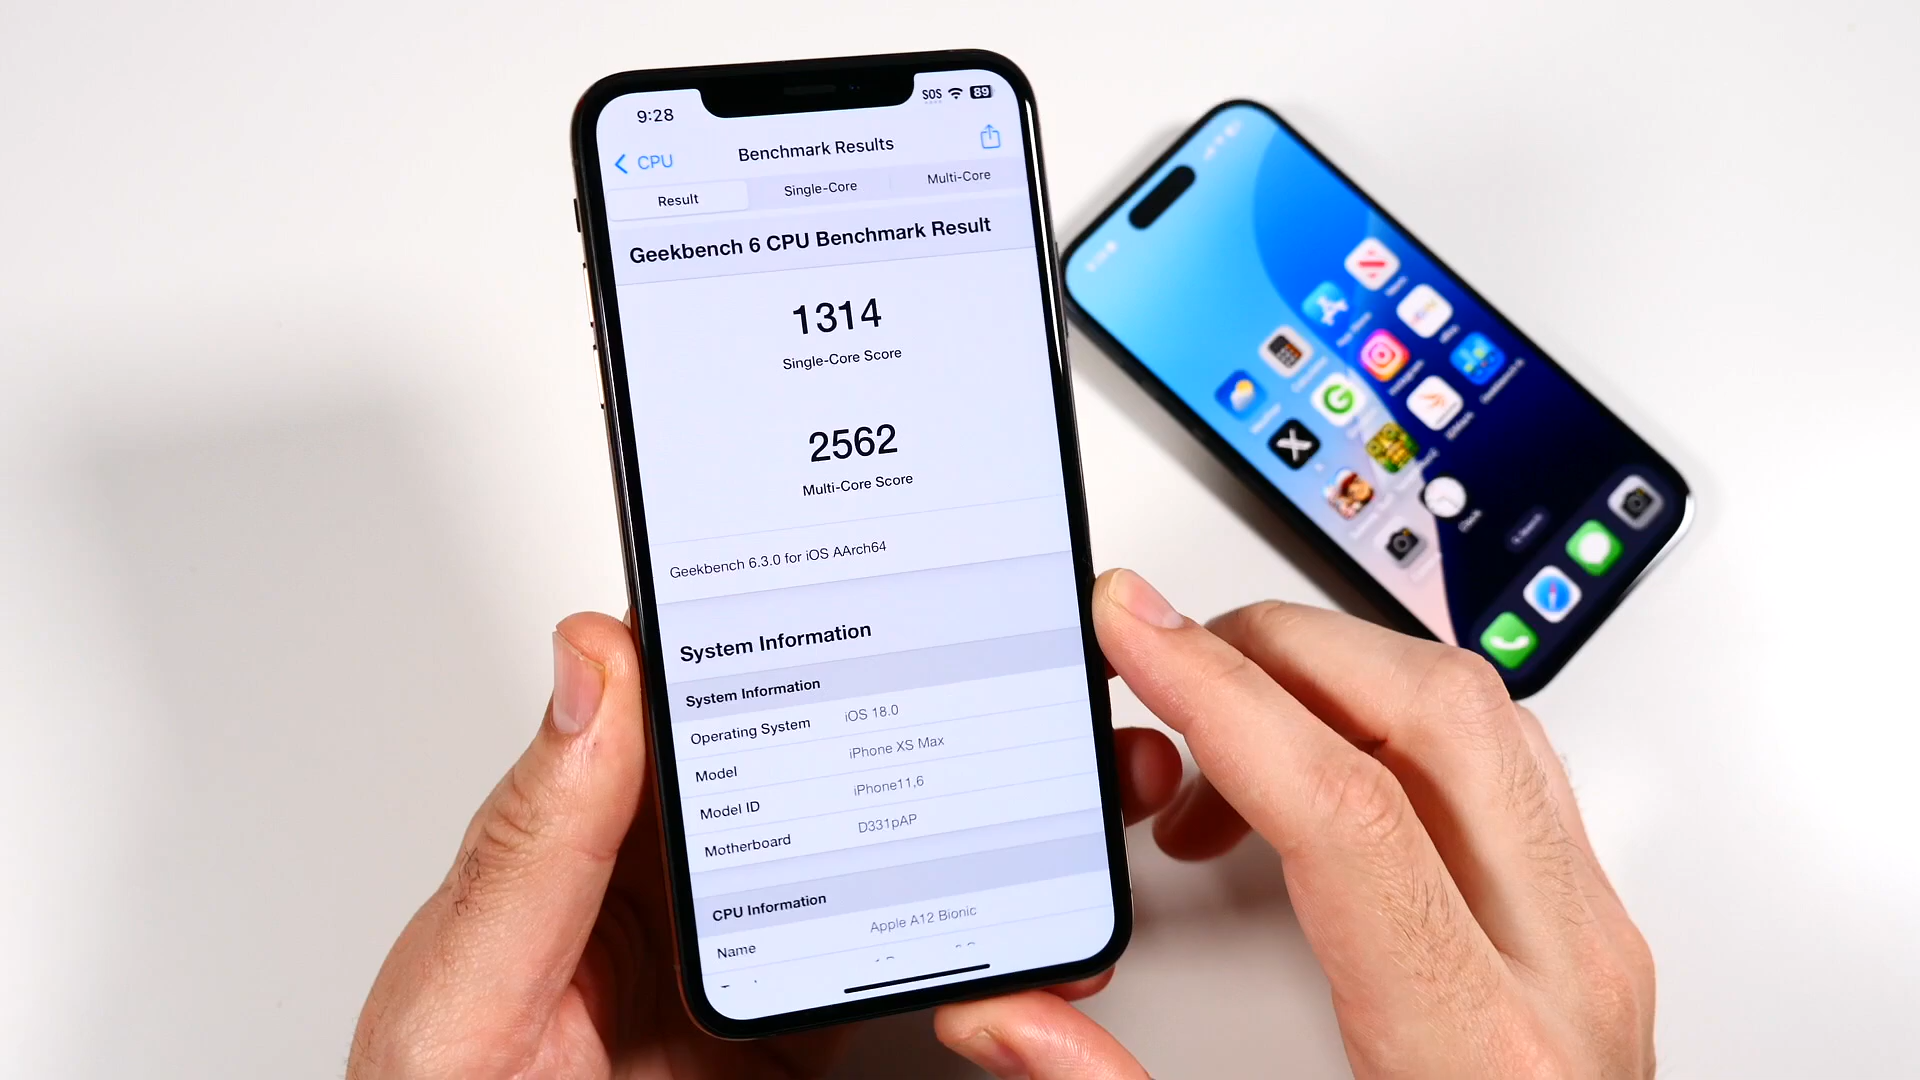 9:28
SOS
89
CPU
Benchmark Results
Result
Single-Core
Multi-Core
Geekbench 6 CPU Benchmark Result
1314
Single-Core Score
2562
Multi-Core Score
Geekbench 6.3.0 for iOS AArch64
System Information
System Information
Operating System iOS 18.0
Model iPhone XS Max
Model ID iPhone11,6
Motherboard D331pAP
CPU Information
Name Apple A12 Bionic
Clock
Search